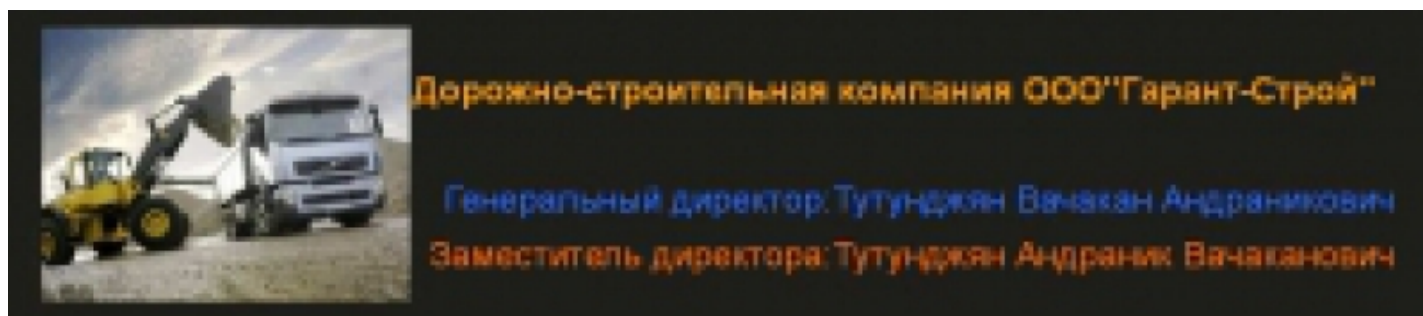 Дорожно-строительная компания ООО"Гарант-Строй"
Генеральный директор:Тутунджян Вачакан Андраникович
Заместитель директора:Тутунджян Андраник Вачаканович